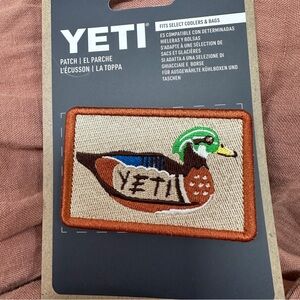 YETI
PATCH | EL PARCHE
L'ÉCUSSON | LA TOPPA
FITS SELECT COOLERS & BAGS
ES COMPATIBLE CON DETERMINADAS
HIELERAS Y BOLSAS
S'ADAPTE À UNE SÉLECTION DE
SACS ET GLACIÈRES
SI ADATTA A UNA SELEZIONE DI
GHIACCIAIE E BORSE
FÜR AUSGEWÄHLTE KÜHLBOXEN UND
TASCHEN
YETI